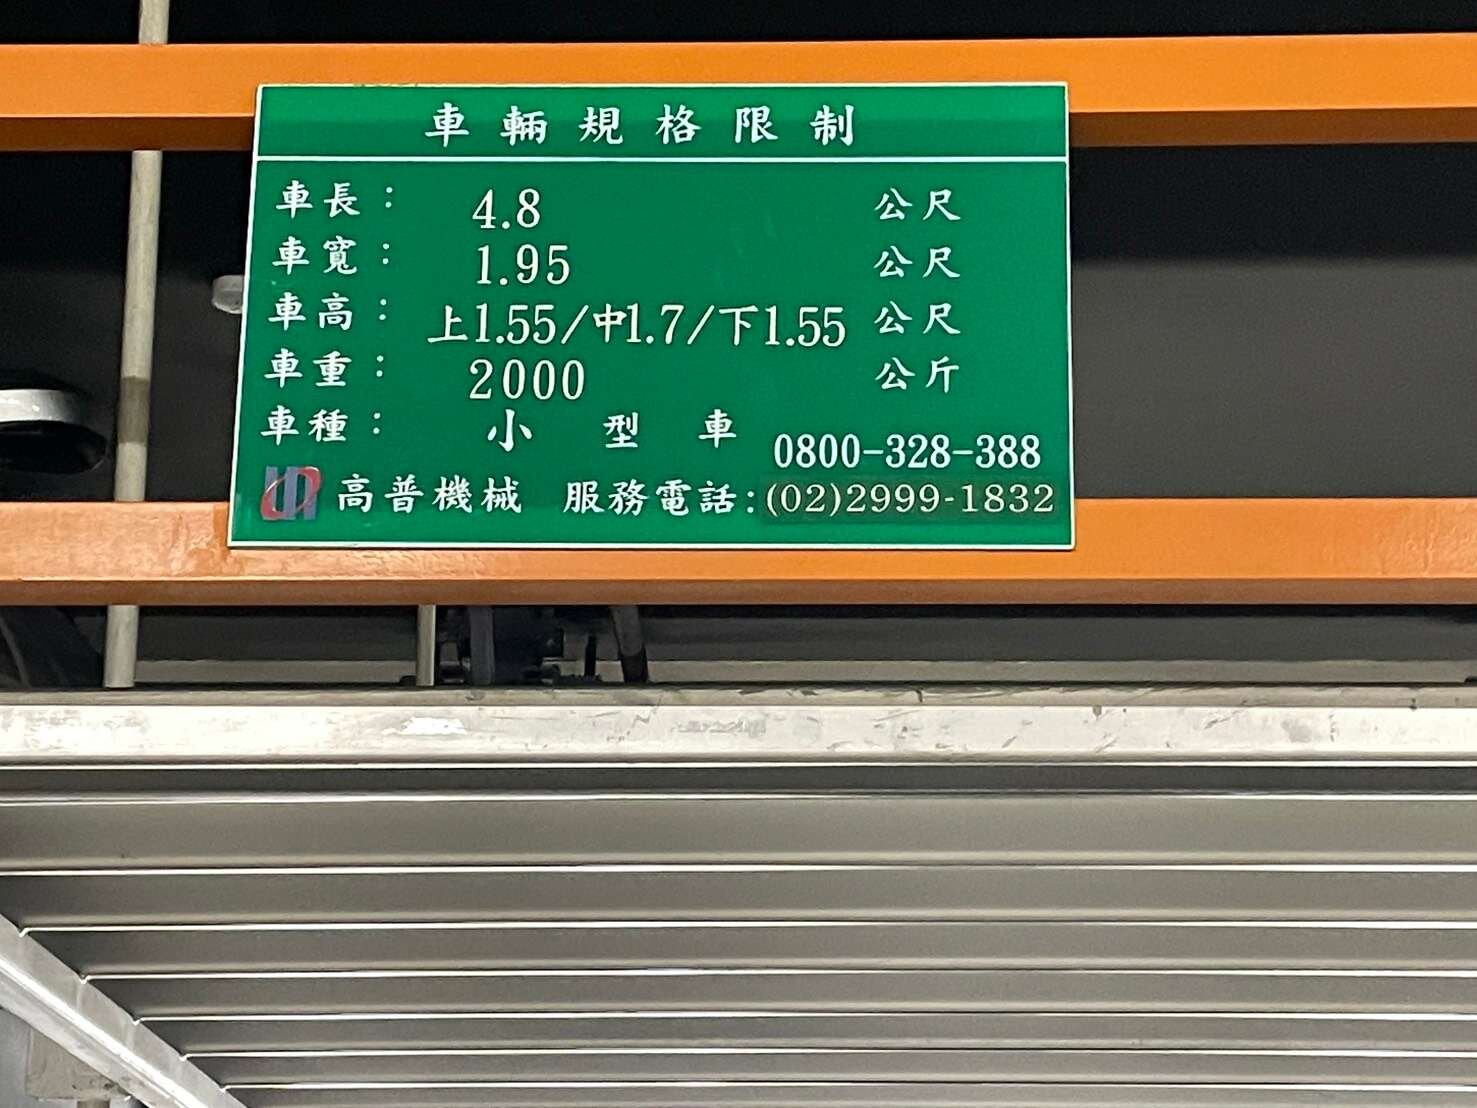 車輛規格限制
車長： 4.8 公尺
車寬： 1.95 公尺
車高： 上1.55/中1.7/下1.55 公尺
車重： 2000 公斤
車種： 小型車
0800-328-388
高普機械 服務電話:(02)2999-1832